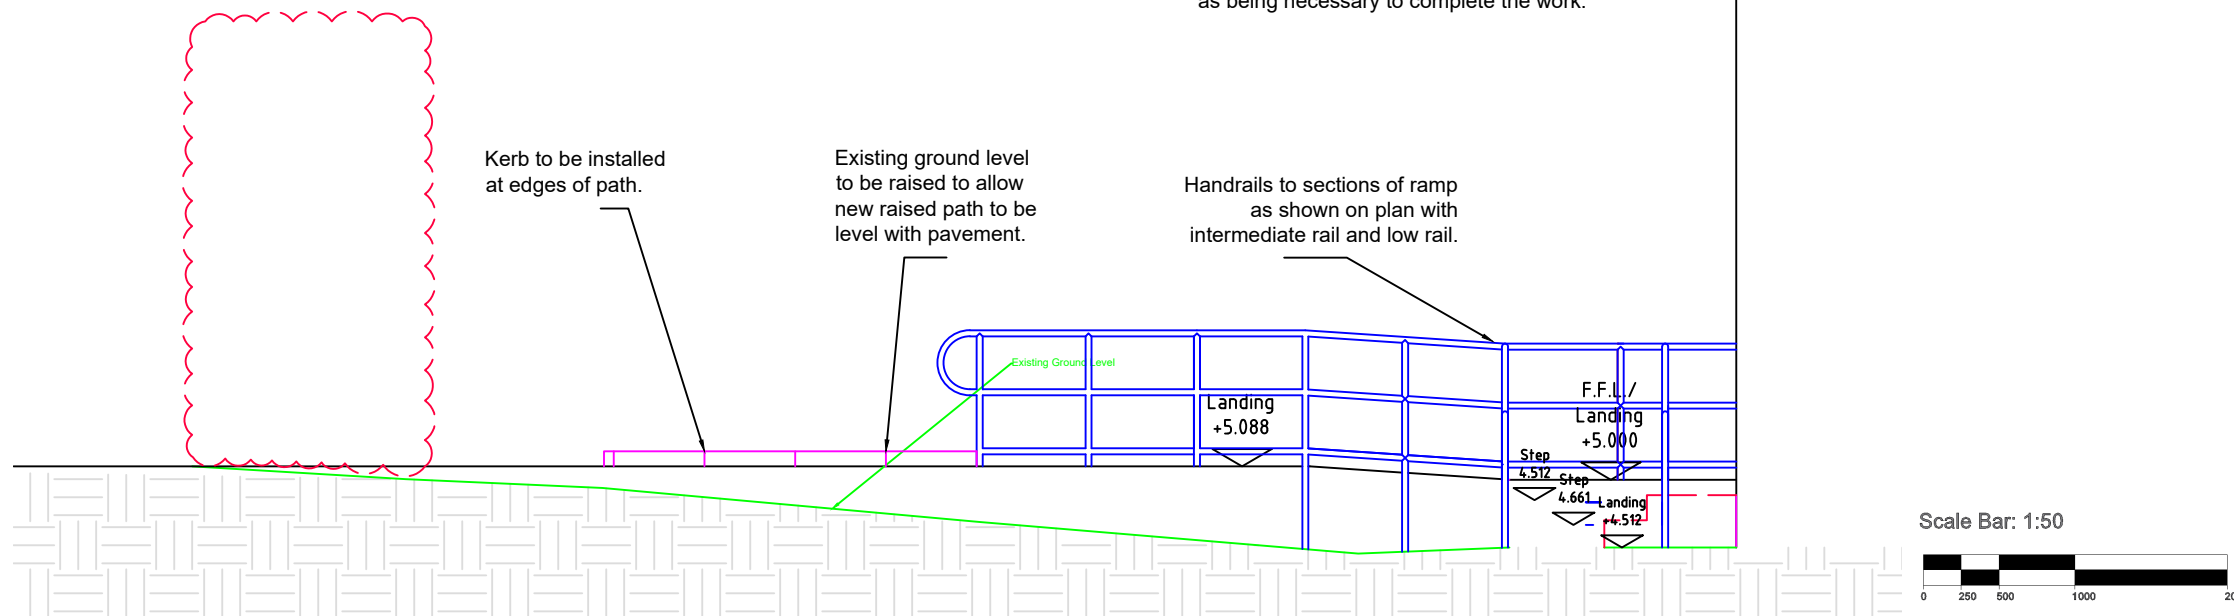 as being necessary to complete the work.
Kerb to be installed
at edges of path.
Existing ground level
to be raised to allow
new raised path to be
level with pavement.
Handrails to sections of ramp
as shown on plan with
intermediate rail and low rail.
Existing Ground Level
Landing
+5.088
F.F.L./
Landing
+5.000
Step
4.512
Step
4.661
Landing
+4.512
Scale Bar: 1:50
0 250 500 1000